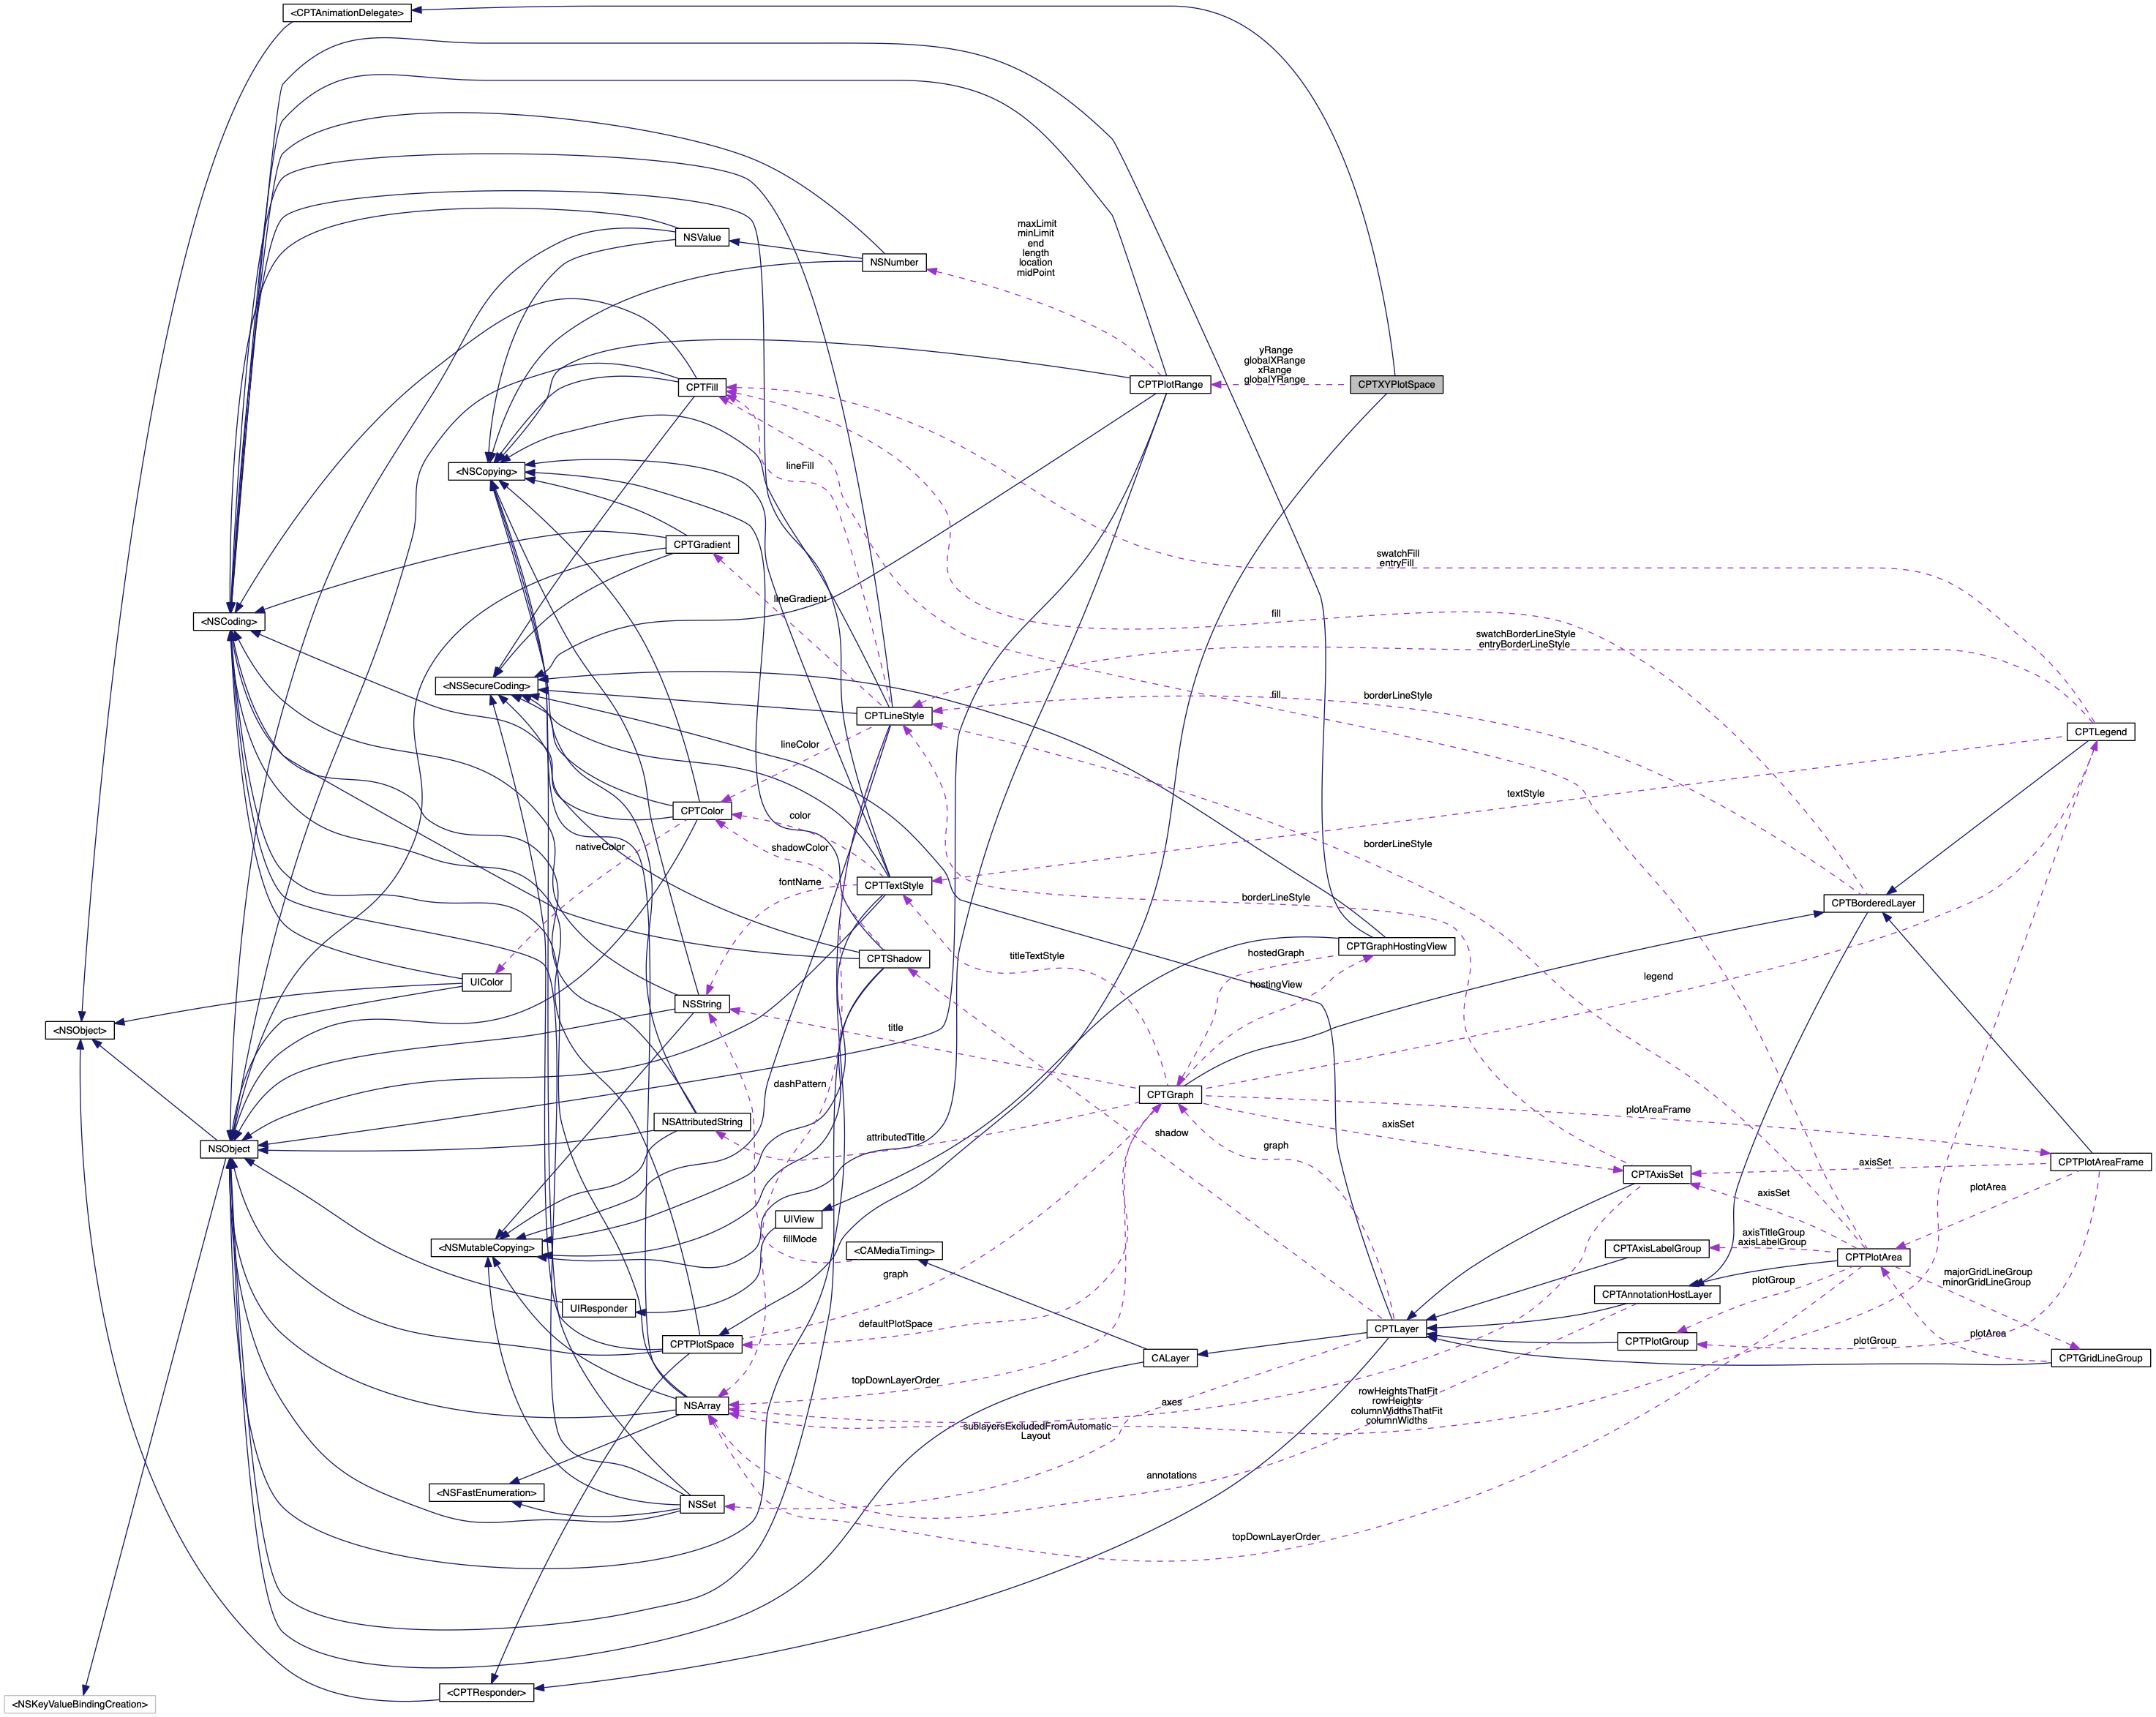 <CPTAnimationDelegate>
maxLimit
minLimit
end
length
location
midPoint
NSValue
NSNumber
yRange
globalXRange
xRange
globalYRange
CPTFill
CPTPlotRange
CPTXYPlotSpace
lineFill
<NSCopying>
CPTGradient
swatchFill
entryFill
lineGradient
<NSCoding>
fill
swatchBorderLineStyle
entryBorderLineStyle
<NSSecureCoding>
fill
borderLineStyle
CPTLineStyle
CPTLegend
lineColor
textStyle
CPTColor
color
nativeColor
shadowColor
borderLineStyle
fontName
CPTTextStyle
borderLineStyle
CPTBorderedLayer
CPTGraphHostingView
titleTextStyle
hostedGraph
CPTShadow
legend
UIColor
hostingView
NSString
<NSObject>
title
dashPattern
CPTGraph
plotAreaFrame
NSAttributedString
axisSet
attributedTitle
shadow
graph
NSObject
CPTAxisSet
axisSet
CPTPlotAreaFrame
plotArea
axisSet
UIView
axisTitleGroup
axisLabelGroup
fillMode
<NSMutableCopying>
<CAMediaTiming>
CPTAxisLabelGroup
CPTPlotArea
graph
plotGroup
majorGridLineGroup
minorGridLineGroup
CPTAnnotationHostLayer
UIResponder
defaultPlotSpace
CPTLayer
CPTPlotSpace
CPTPlotGroup
plotGroup
plotArea
CALayer
CPTGridLineGroup
topDownLayerOrder
rowHeightsThatFit
rowHeights
columnWidthsThatFit
columnWidths
NSArray
axes
sublayersExcludedFromAutomatic
Layout
annotations
<NSFastEnumeration>
NSSet
topDownLayerOrder
<CPTResponder>
<NSKeyValueBindingCreation>